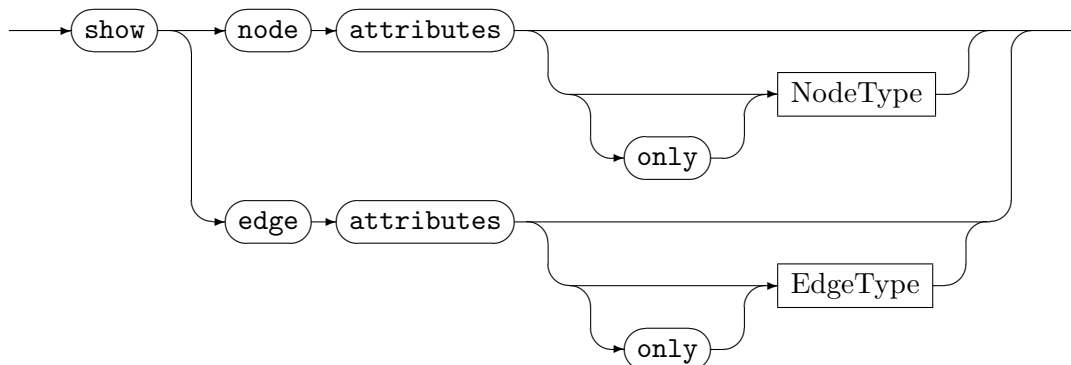 show node attributes
NodeType
only
edge attributes
EdgeType
only